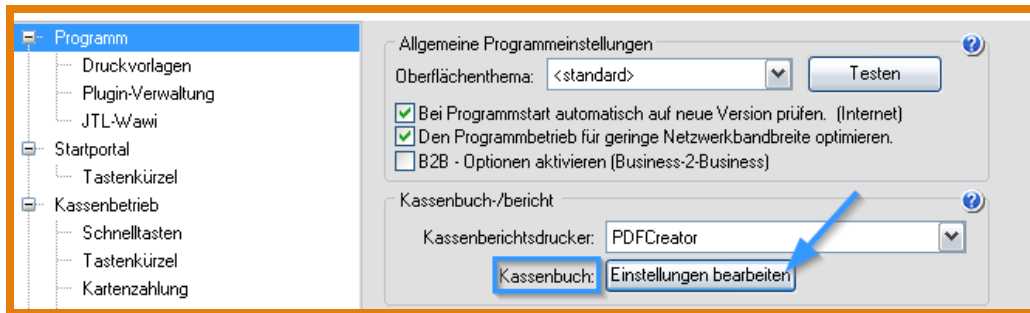 Programm
Druckvorlagen
Plugin-Verwaltung
JTL-Wawi
Startportal
Tastenkürzel
Kassenbetrieb
Schnelltasten
Tastenkürzel
Kartenzahlung
Allgemeine Programmeinstellungen
Oberflächenthema: <standard> Testen
Bei Programmstart automatisch auf neue Version prüfen. (Internet)
Den Programmbetrieb für geringe Netzwerkbandbreite optimieren.
B2B - Optionen aktivieren (Business-2-Business)
Kassenbuch-/bericht
Kassenberichtsdrucker: PDFCreator
Kassenbuch: Einstellungen bearbeiten